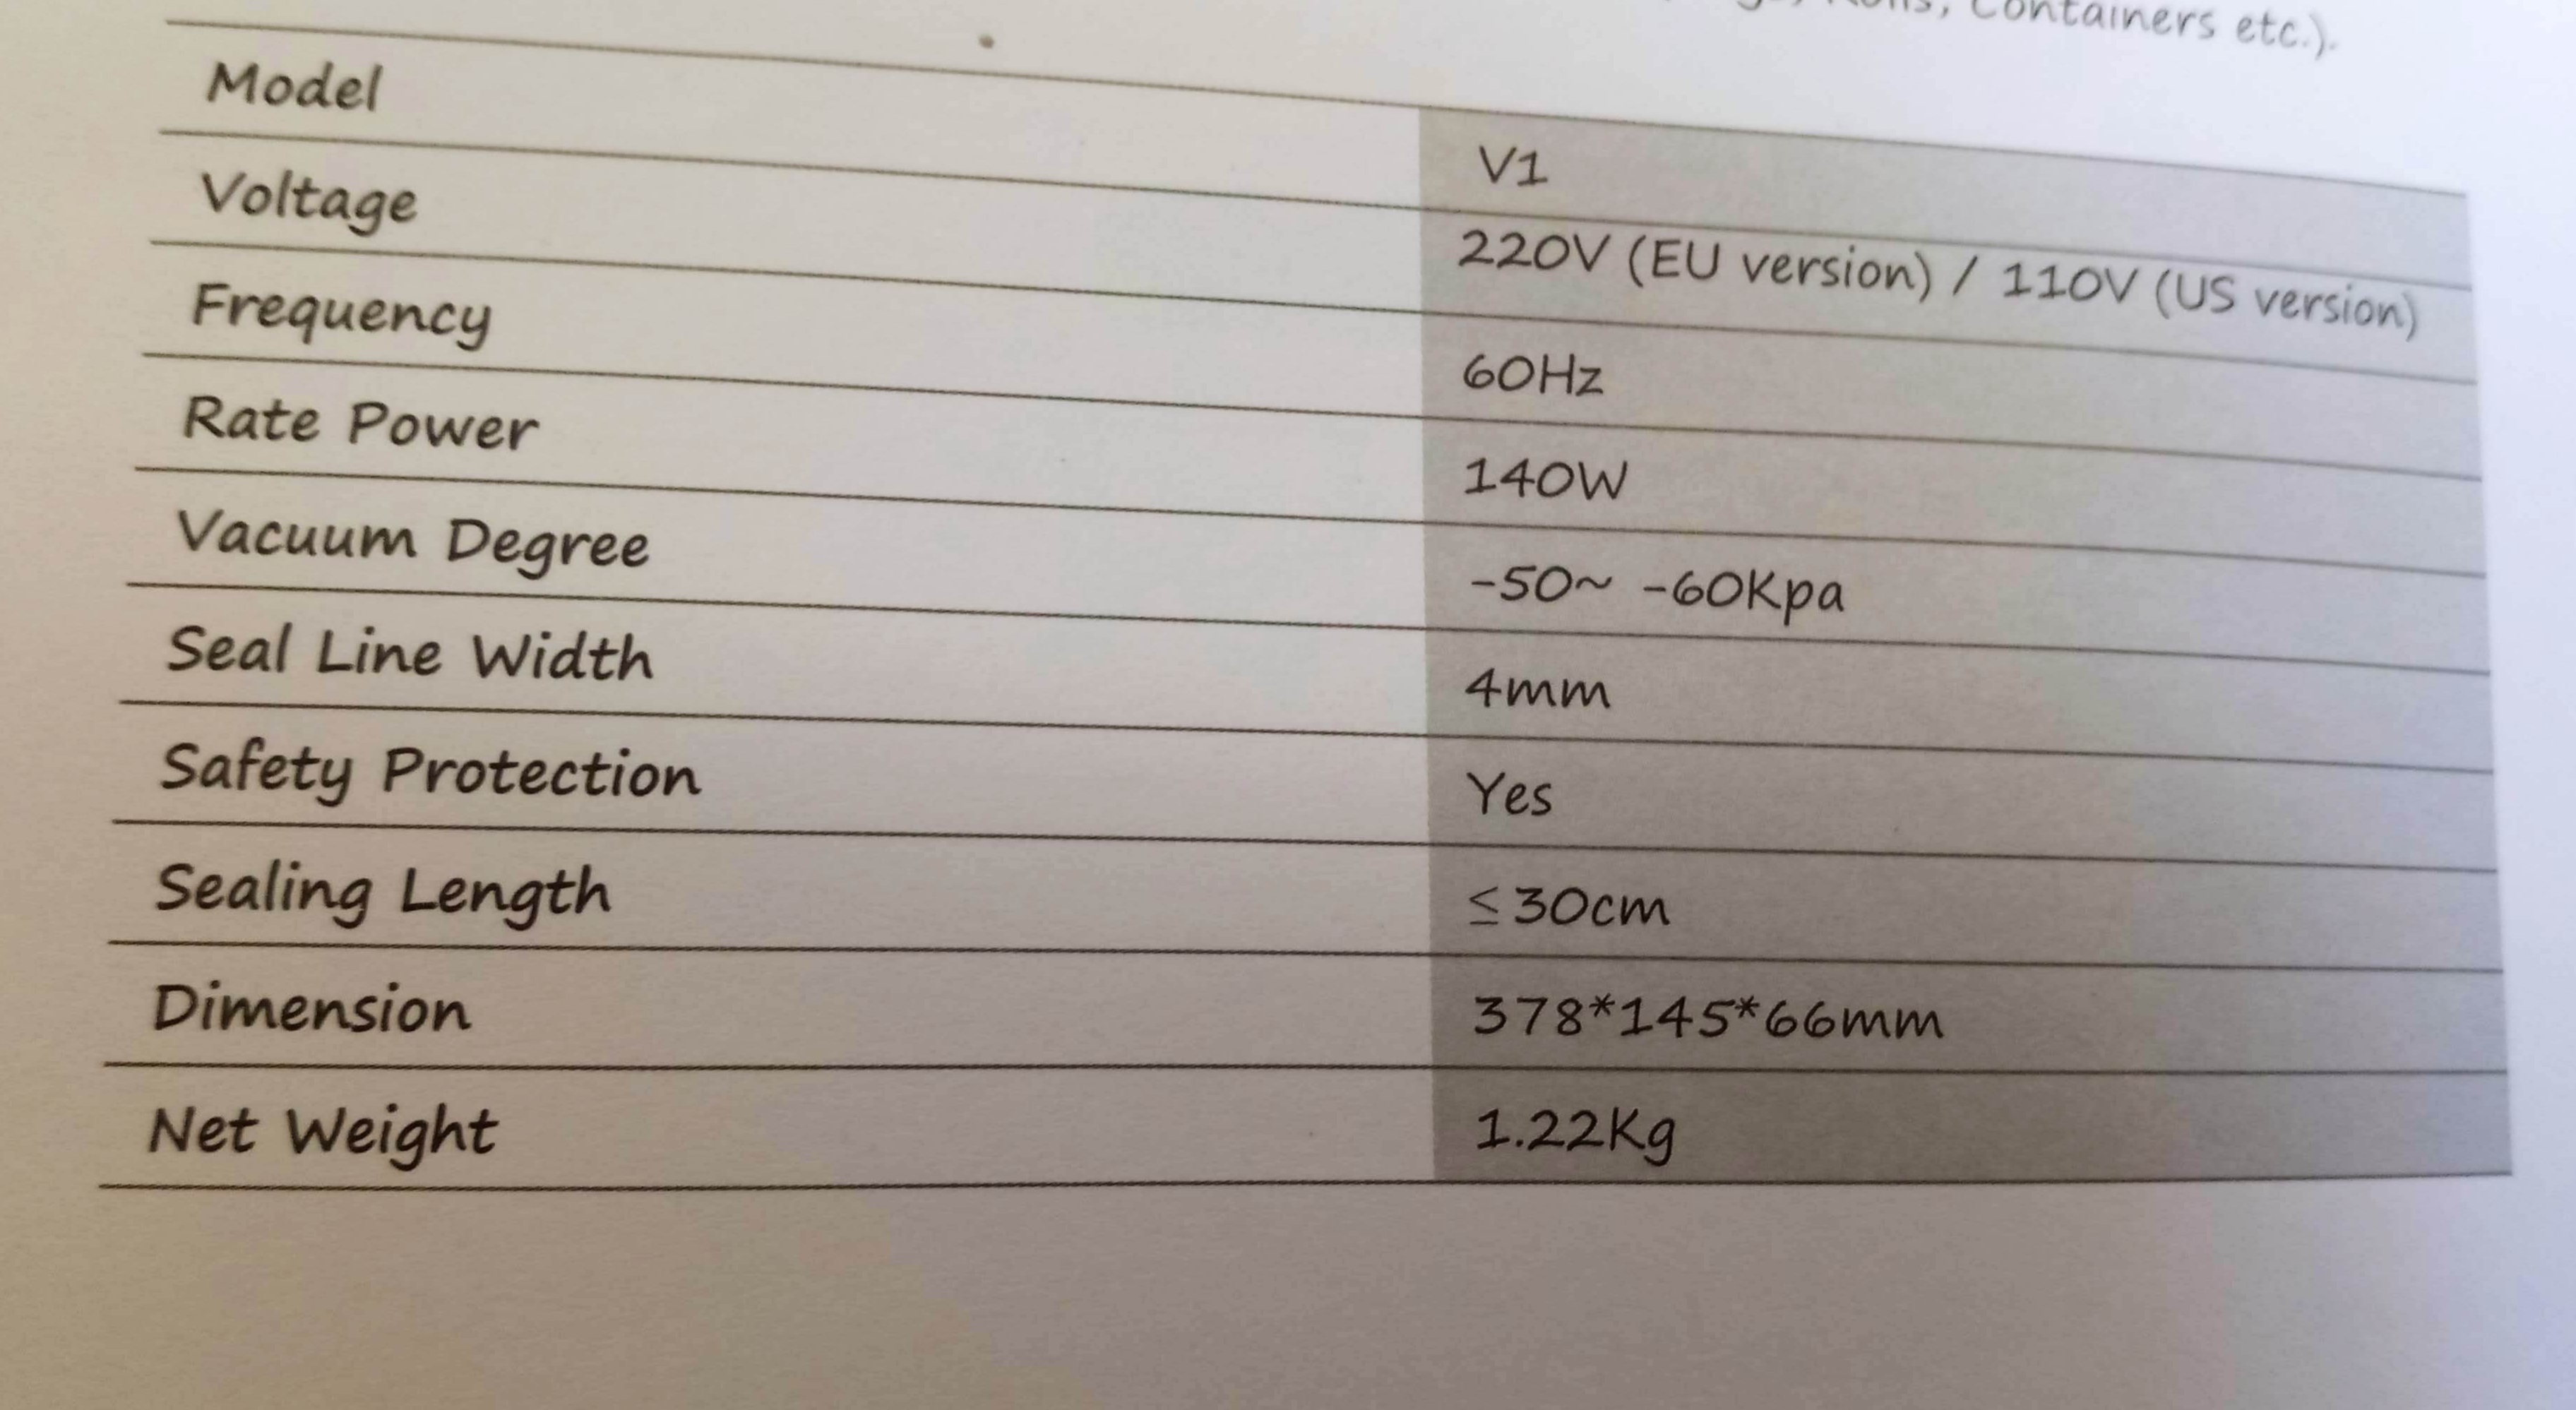 Containers etc.).
Model V1
Voltage 220V (EU version) / 110V (US version)
Frequency 60Hz
Rate Power 140W
Vacuum Degree -50~ -60Kpa
Seal Line Width 4mm
Safety Protection Yes
Sealing Length ≤30cm
Dimension 378*145*66mm
Net Weight 1.22Kg